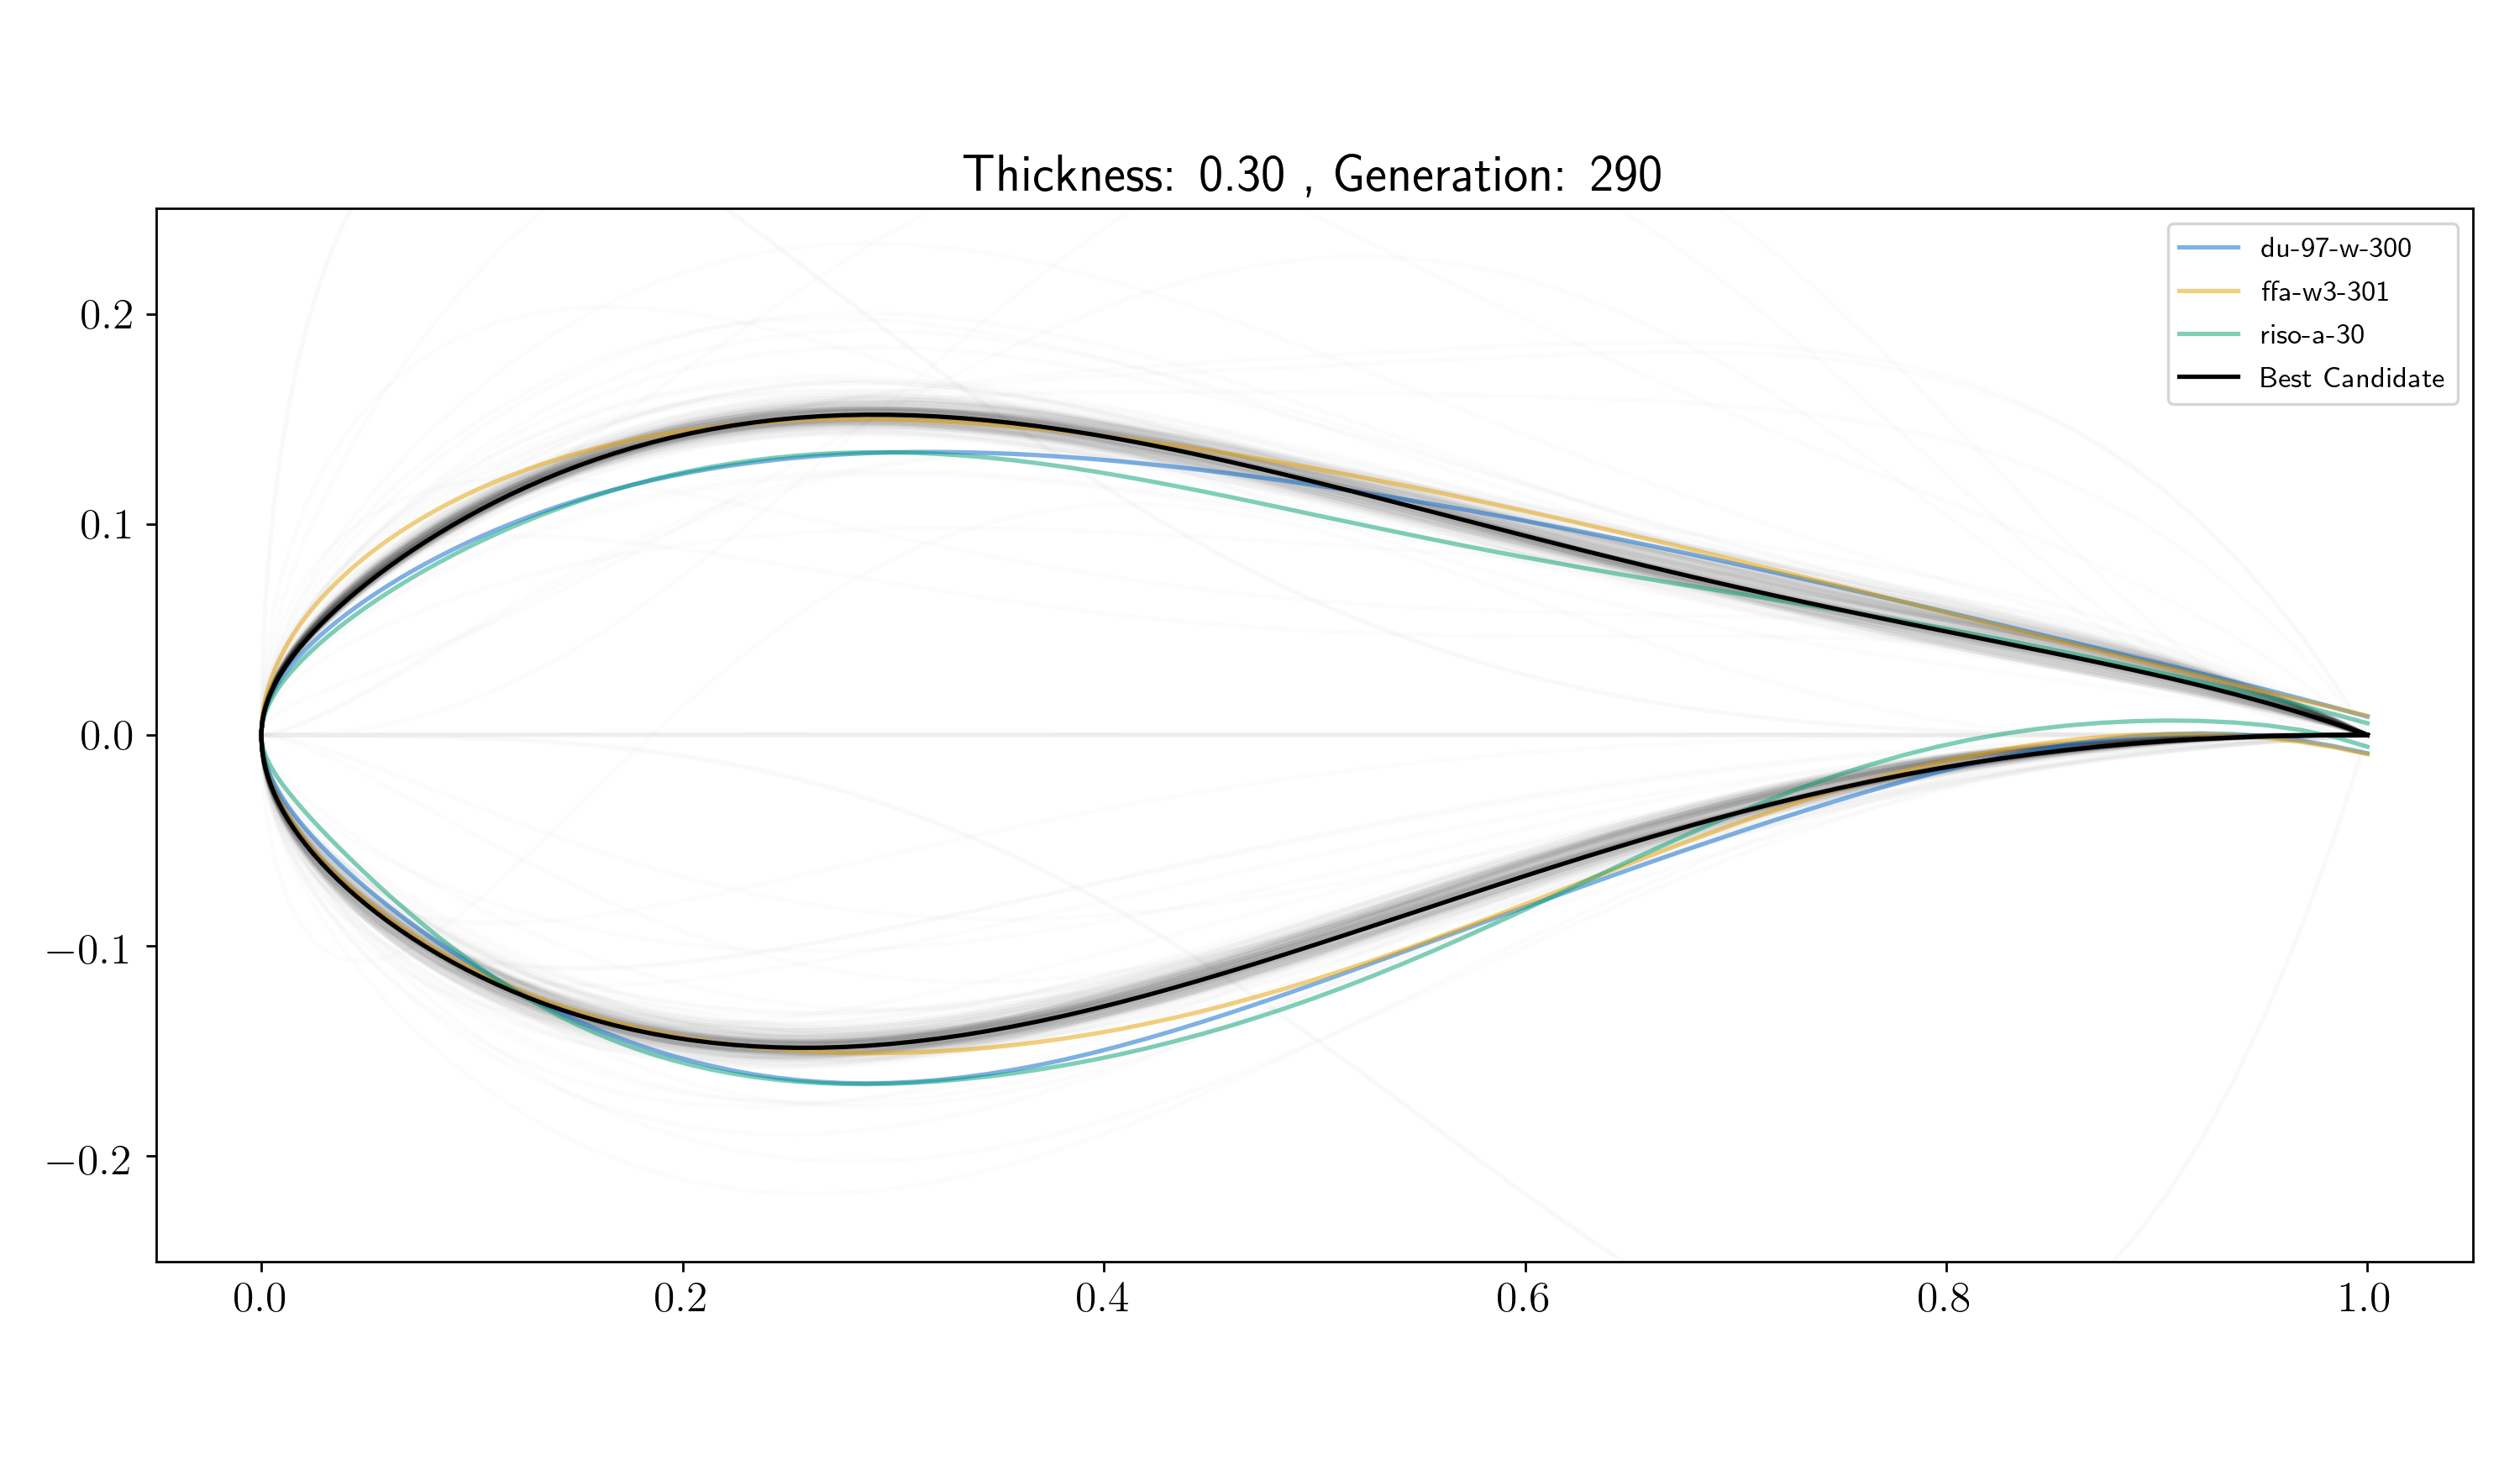 Thickness: 0.30 , Generation: 290
du-97-w-300
ffa-w3-301
riso-a-30
Best Candidate
0.2
0.1
0.0
−0.1
−0.2
0.0 0.2 0.4 0.6 0.8 1.0